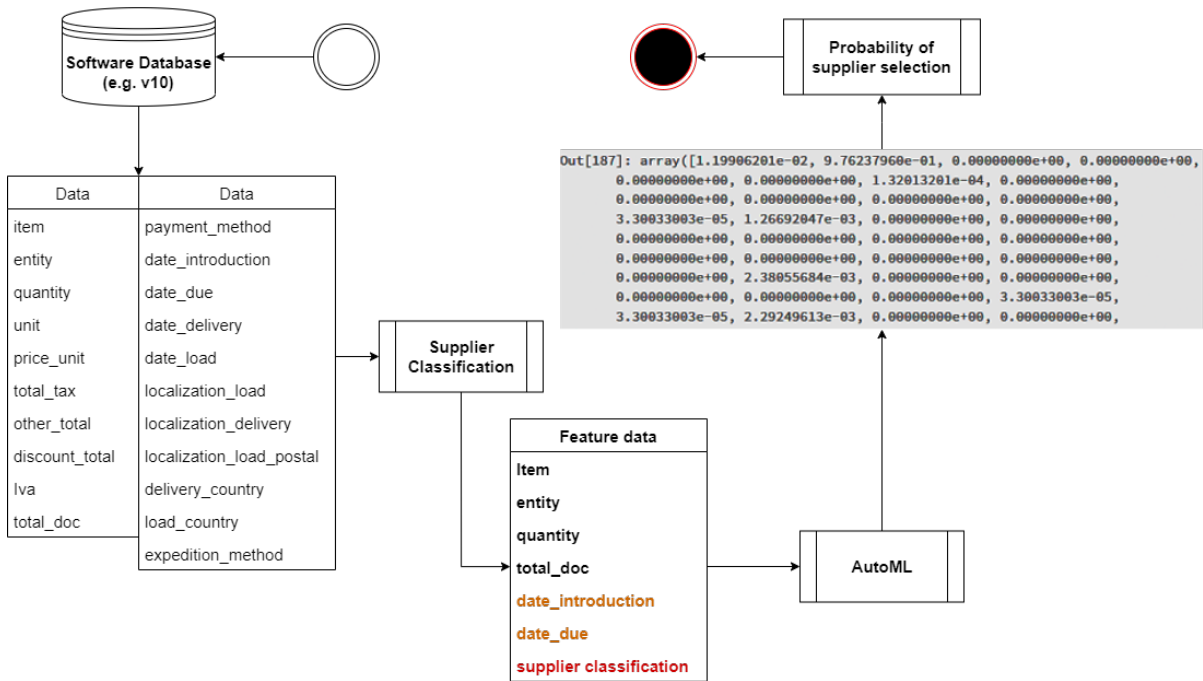 Software Database
(e.g. v10)
Data
item
entity
quantity
unit
price_unit
total_tax
other_total
discount_total
Iva
total_doc
Data
payment_method
date_introduction
date_due
date_delivery
date_load
localization_load
localization_delivery
localization_load_postal
delivery_country
load_country
expedition_method
Supplier
Classification
Feature data
Item
entity
quantity
total_doc
date_introduction
date_due
supplier classification
AutoML
Out[187]: array([1.19906201e-02, 9.76237960e-01, 0.00000000e+00, 0.00000000e+00,
0.00000000e+00, 0.00000000e+00, 1.32013201e-04, 0.00000000e+00,
0.00000000e+00, 0.00000000e+00, 0.00000000e+00, 0.00000000e+00,
3.30033003e-05, 1.26692047e-03, 0.00000000e+00, 0.00000000e+00,
0.00000000e+00, 0.00000000e+00, 0.00000000e+00, 0.00000000e+00,
0.00000000e+00, 0.00000000e+00, 0.00000000e+00, 0.00000000e+00,
0.00000000e+00, 2.38055684e-03, 0.00000000e+00, 0.00000000e+00,
0.00000000e+00, 0.00000000e+00, 0.00000000e+00, 3.30033003e-05,
3.30033003e-05, 2.29249613e-03, 0.00000000e+00, 0.00000000e+00,
Probability of
supplier selection